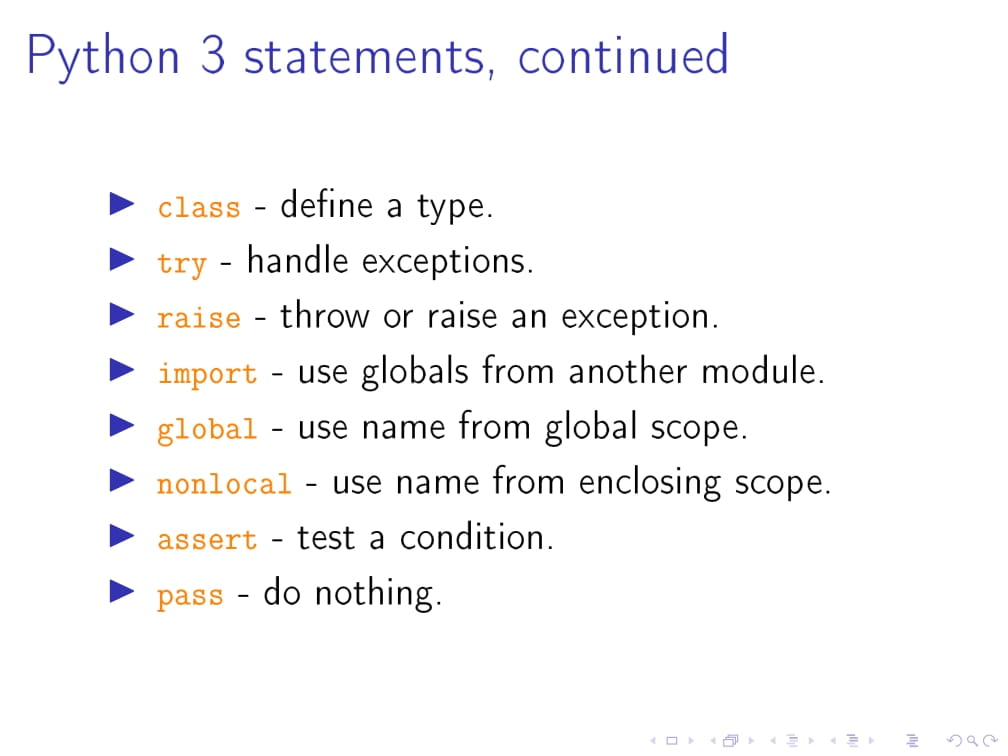 Python 3 statements, continued
class - define a type.
try - handle exceptions.
raise - throw or raise an exception.
import - use globals from another module.
global - use name from global scope.
nonlocal - use name from enclosing scope.
assert - test a condition.
pass - do nothing.